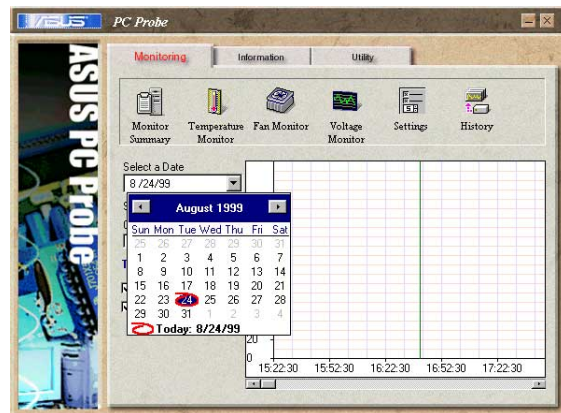 /ISUS PC Probe
ASUS PC Probe
Monitoring Information Utility
Monitor Summary
Temperature Monitor
Fan Monitor
Voltage Monitor
Settings
History
Select a Date
8 /24/99
August 1999
Sun Mon Tue Wed Thu Fri Sat
25 26 27 28 29 30 31
1 2 3 4 5 6 7
8 9 10 11 12 13 14
15 16 17 18 19 20 21
22 23 24 25 26 27 28
29 30 31 1 2 3 4
Today: 8/24/99
20
0
15:22:30 15:52:30 16:22:30 16:52:30 17:22:30